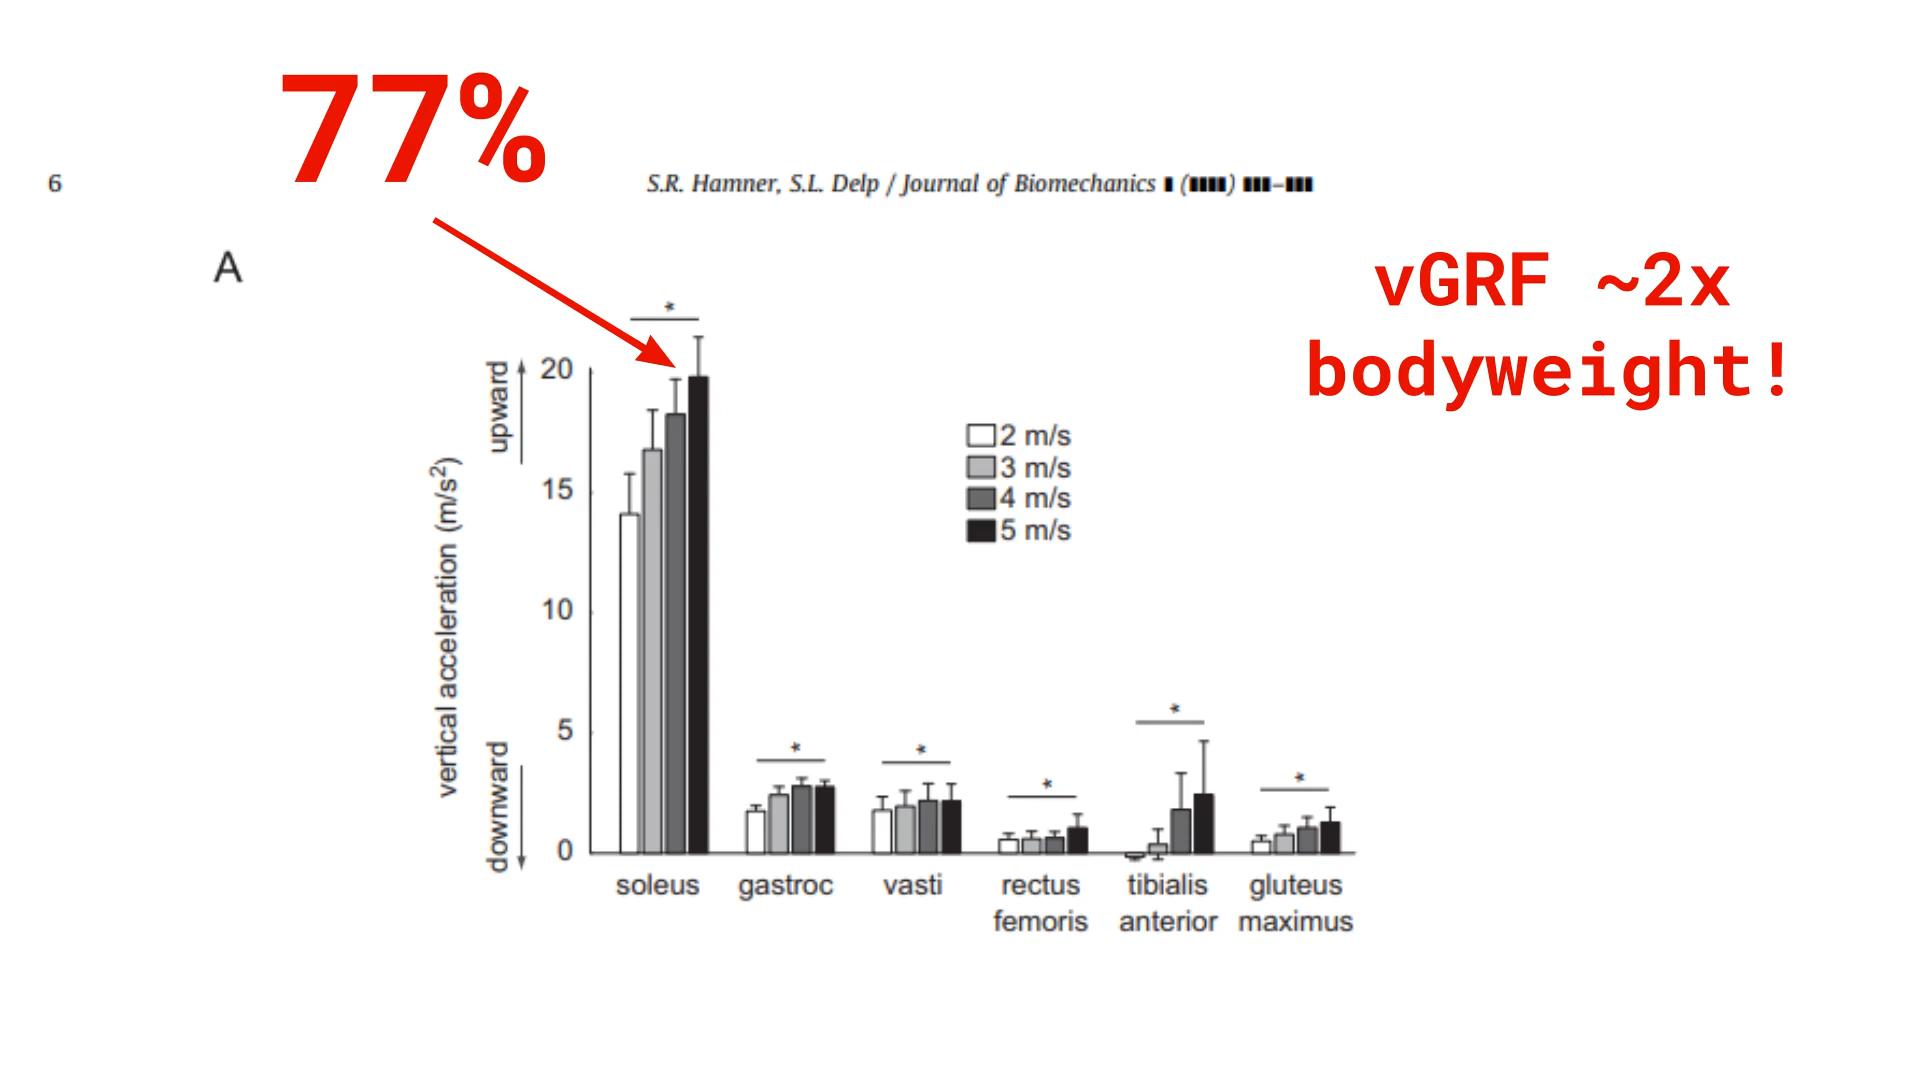 77%
6
S.R. Hamner, S.L. Delp / Journal of Biomechanics ▮ (▮▮▮▮) ▮▮▮–▮▮▮
vGRF ~2x
bodyweight!
A
*
upward
downward
vertical acceleration (m/s²)
20
15
10
5
0
2 m/s
3 m/s
4 m/s
5 m/s
*
*
*
*
*
soleus
gastroc
vasti
rectus
femoris
tibialis
anterior
gluteus
maximus